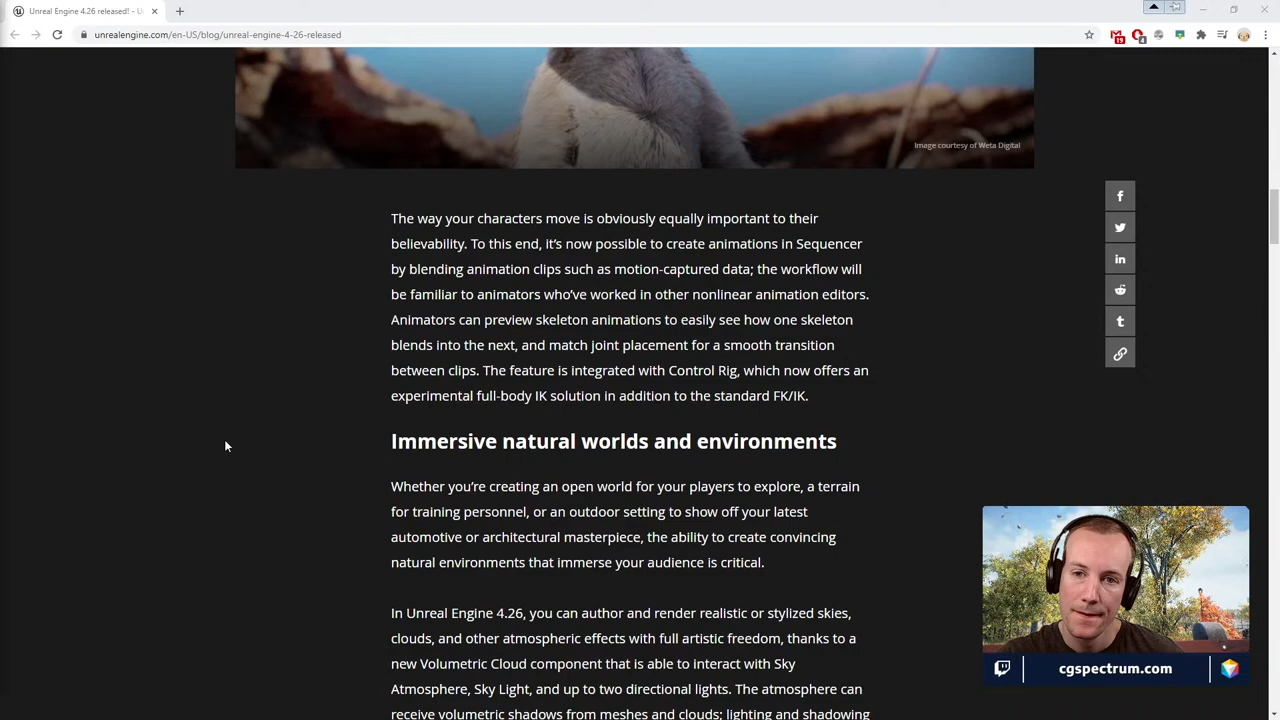 Unreal Engine 4.26 released! - U
unrealengine.com/en-US/blog/unreal-engine-4-26-released
19
4
Image courtesy of Weta Digital
The way your characters move is obviously equally important to their
believability. To this end, it’s now possible to create animations in Sequencer
by blending animation clips such as motion-captured data; the workflow will
be familiar to animators who’ve worked in other nonlinear animation editors.
Animators can preview skeleton animations to easily see how one skeleton
blends into the next, and match joint placement for a smooth transition
between clips. The feature is integrated with Control Rig, which now offers an
experimental full-body IK solution in addition to the standard FK/IK.
Immersive natural worlds and environments
Whether you’re creating an open world for your players to explore, a terrain
for training personnel, or an outdoor setting to show off your latest
automotive or architectural masterpiece, the ability to create convincing
natural environments that immerse your audience is critical.
In Unreal Engine 4.26, you can author and render realistic or stylized skies,
clouds, and other atmospheric effects with full artistic freedom, thanks to a
new Volumetric Cloud component that is able to interact with Sky
Atmosphere, Sky Light, and up to two directional lights. The atmosphere can
receive volumetric shadows from meshes and clouds; lighting and shadowing
cgspectrum.com